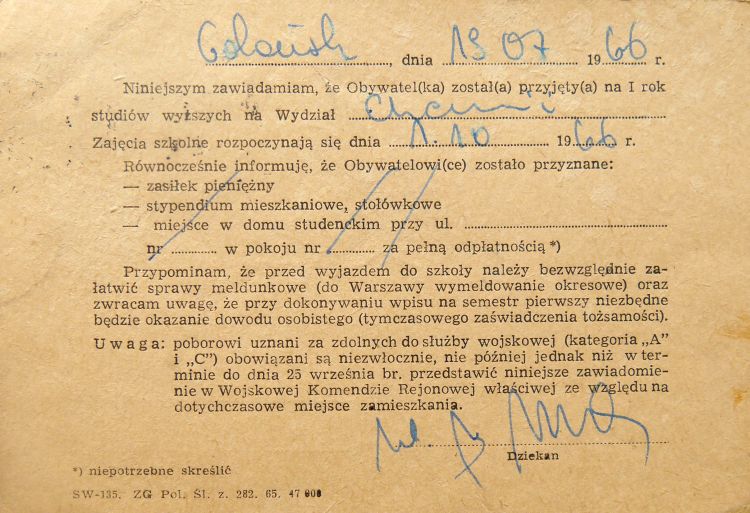 Gdańsk, dnia 19 07 1966 r.
Niniejszym zawiadamiam, że Obywatel(ka) został(a) przyjęty(a) na I rok
studiów wyższych na Wydział Chemii
Zajęcia szkolne rozpoczynają się dnia 1.10 1966 r.
Równocześnie informuję, że Obywatelowi(ce) zostało przyznane:
— zasiłek pieniężny
— stypendium mieszkaniowe, stołówkowe
— miejsce w domu studenckim przy ul.
nr ............ w pokoju nr ............ za pełną odpłatnością *)
Przypominam, że przed wyjazdem do szkoły należy bezwzględnie za-
łatwić sprawy meldunkowe (do Warszawy wymeldowanie okresowe) oraz
zwracam uwagę, że przy dokonywaniu wpisu na semestr pierwszy niezbędne
będzie okazanie dowodu osobistego (tymczasowego zaświadczenia tożsamości).
Uwaga: poborowi uznani za zdolnych do służby wojskowej (kategoria „A"
i „C") obowiązani są niezwłocznie, nie później jednak niż w ter-
minie do dnia 25 września br. przedstawić niniejsze zawiadomie-
nie w Wojskowej Komendzie Rejonowej właściwej ze względu na
dotychczasowe miejsce zamieszkania.
Dziekan
*) niepotrzebne skreślić
SW-135. ZG Pol. Śl. z. 282. 65. 47 000